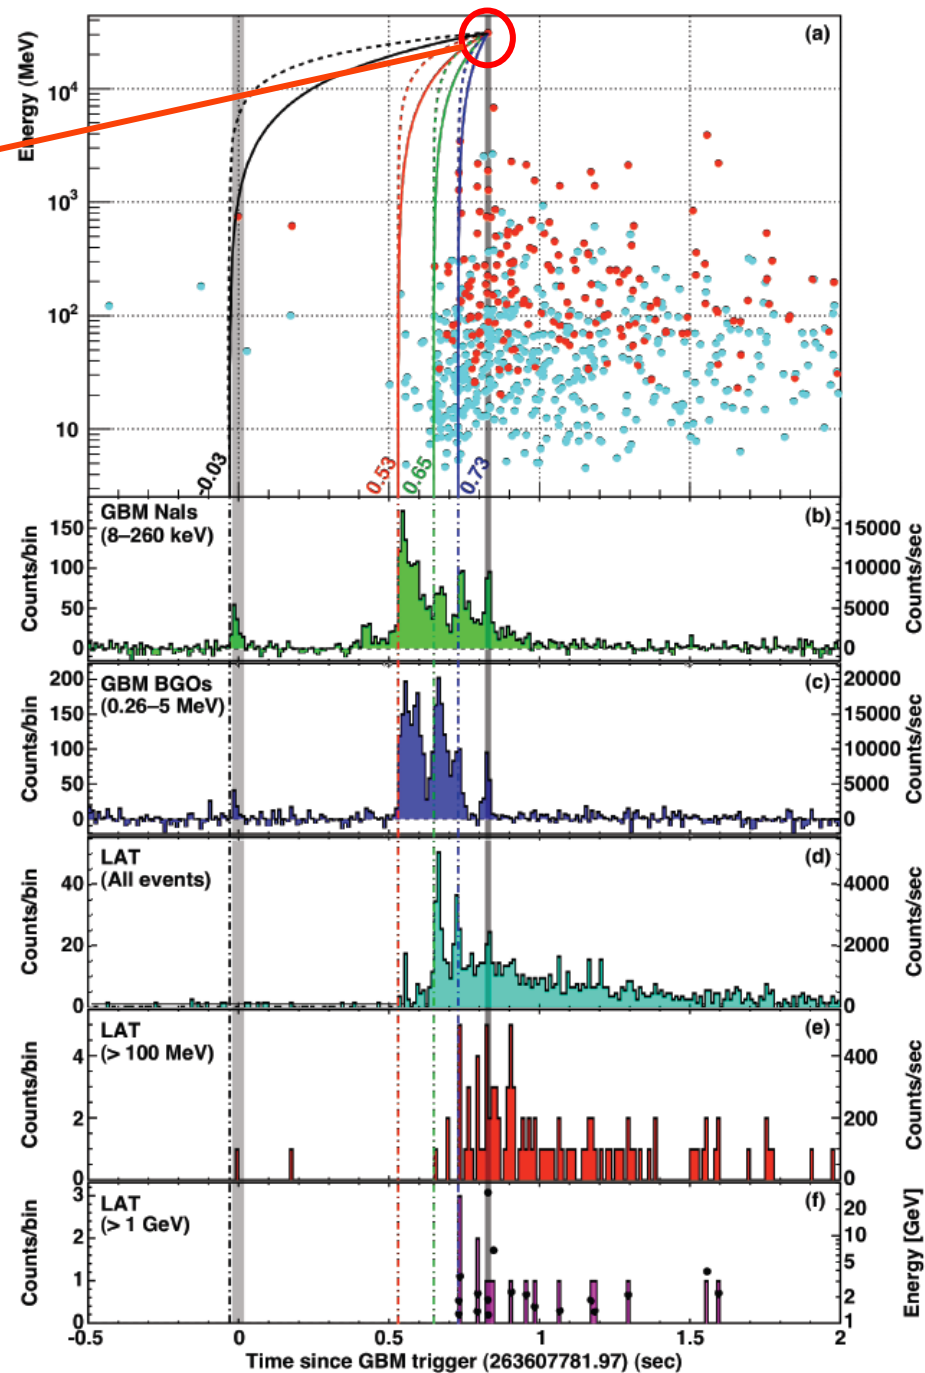 (a)
Energy (MeV)
10⁴
10³
10²
10
-0.03
0.53
0.65
0.73
GBM NaIs
(8–260 keV)
(b)
Counts/bin
150
100
50
0
15000
10000
5000
0
Counts/sec
GBM BGOs
(0.26–5 MeV)
(c)
Counts/bin
200
150
100
50
0
20000
15000
10000
5000
0
Counts/sec
LAT
(All events)
(d)
Counts/bin
40
20
0
4000
2000
0
Counts/sec
LAT
(> 100 MeV)
(e)
Counts/bin
4
2
0
400
200
0
Counts/sec
LAT
(> 1 GeV)
(f)
Counts/bin
3
2
1
0
20
10
5
2
1
Energy [GeV]
-0.5 0 0.5 1 1.5 2
Time since GBM trigger (263607781.97) (sec)